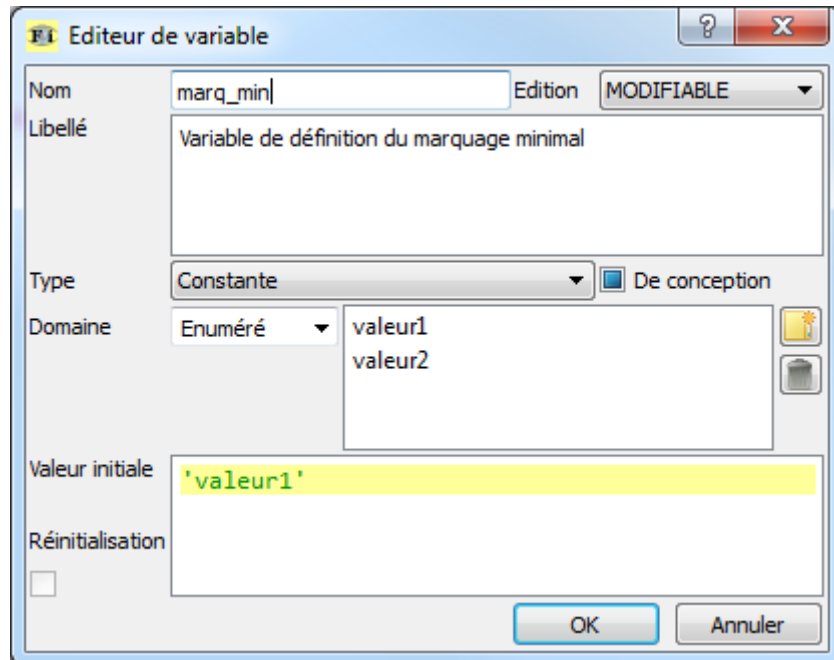 Editeur de variable
Nom marq_min Edition MODIFIABLE
Libellé Variable de définition du marquage minimal
Type Constante De conception
Domaine Enuméré valeur1
valeur2
Valeur initiale 'valeur1'
Réinitialisation
OK Annuler